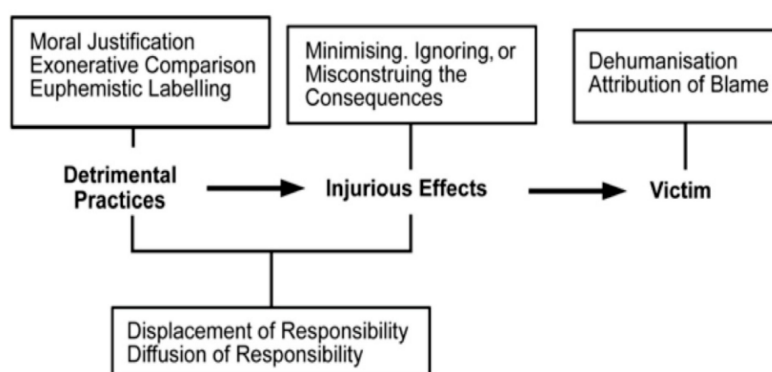 Moral Justification
Exonerative Comparison
Euphemistic Labelling
Minimising. Ignoring, or
Misconstruing the
Consequences
Dehumanisation
Attribution of Blame
Detrimental
Practices
Injurious Effects
Victim
Displacement of Responsibility
Diffusion of Responsibility